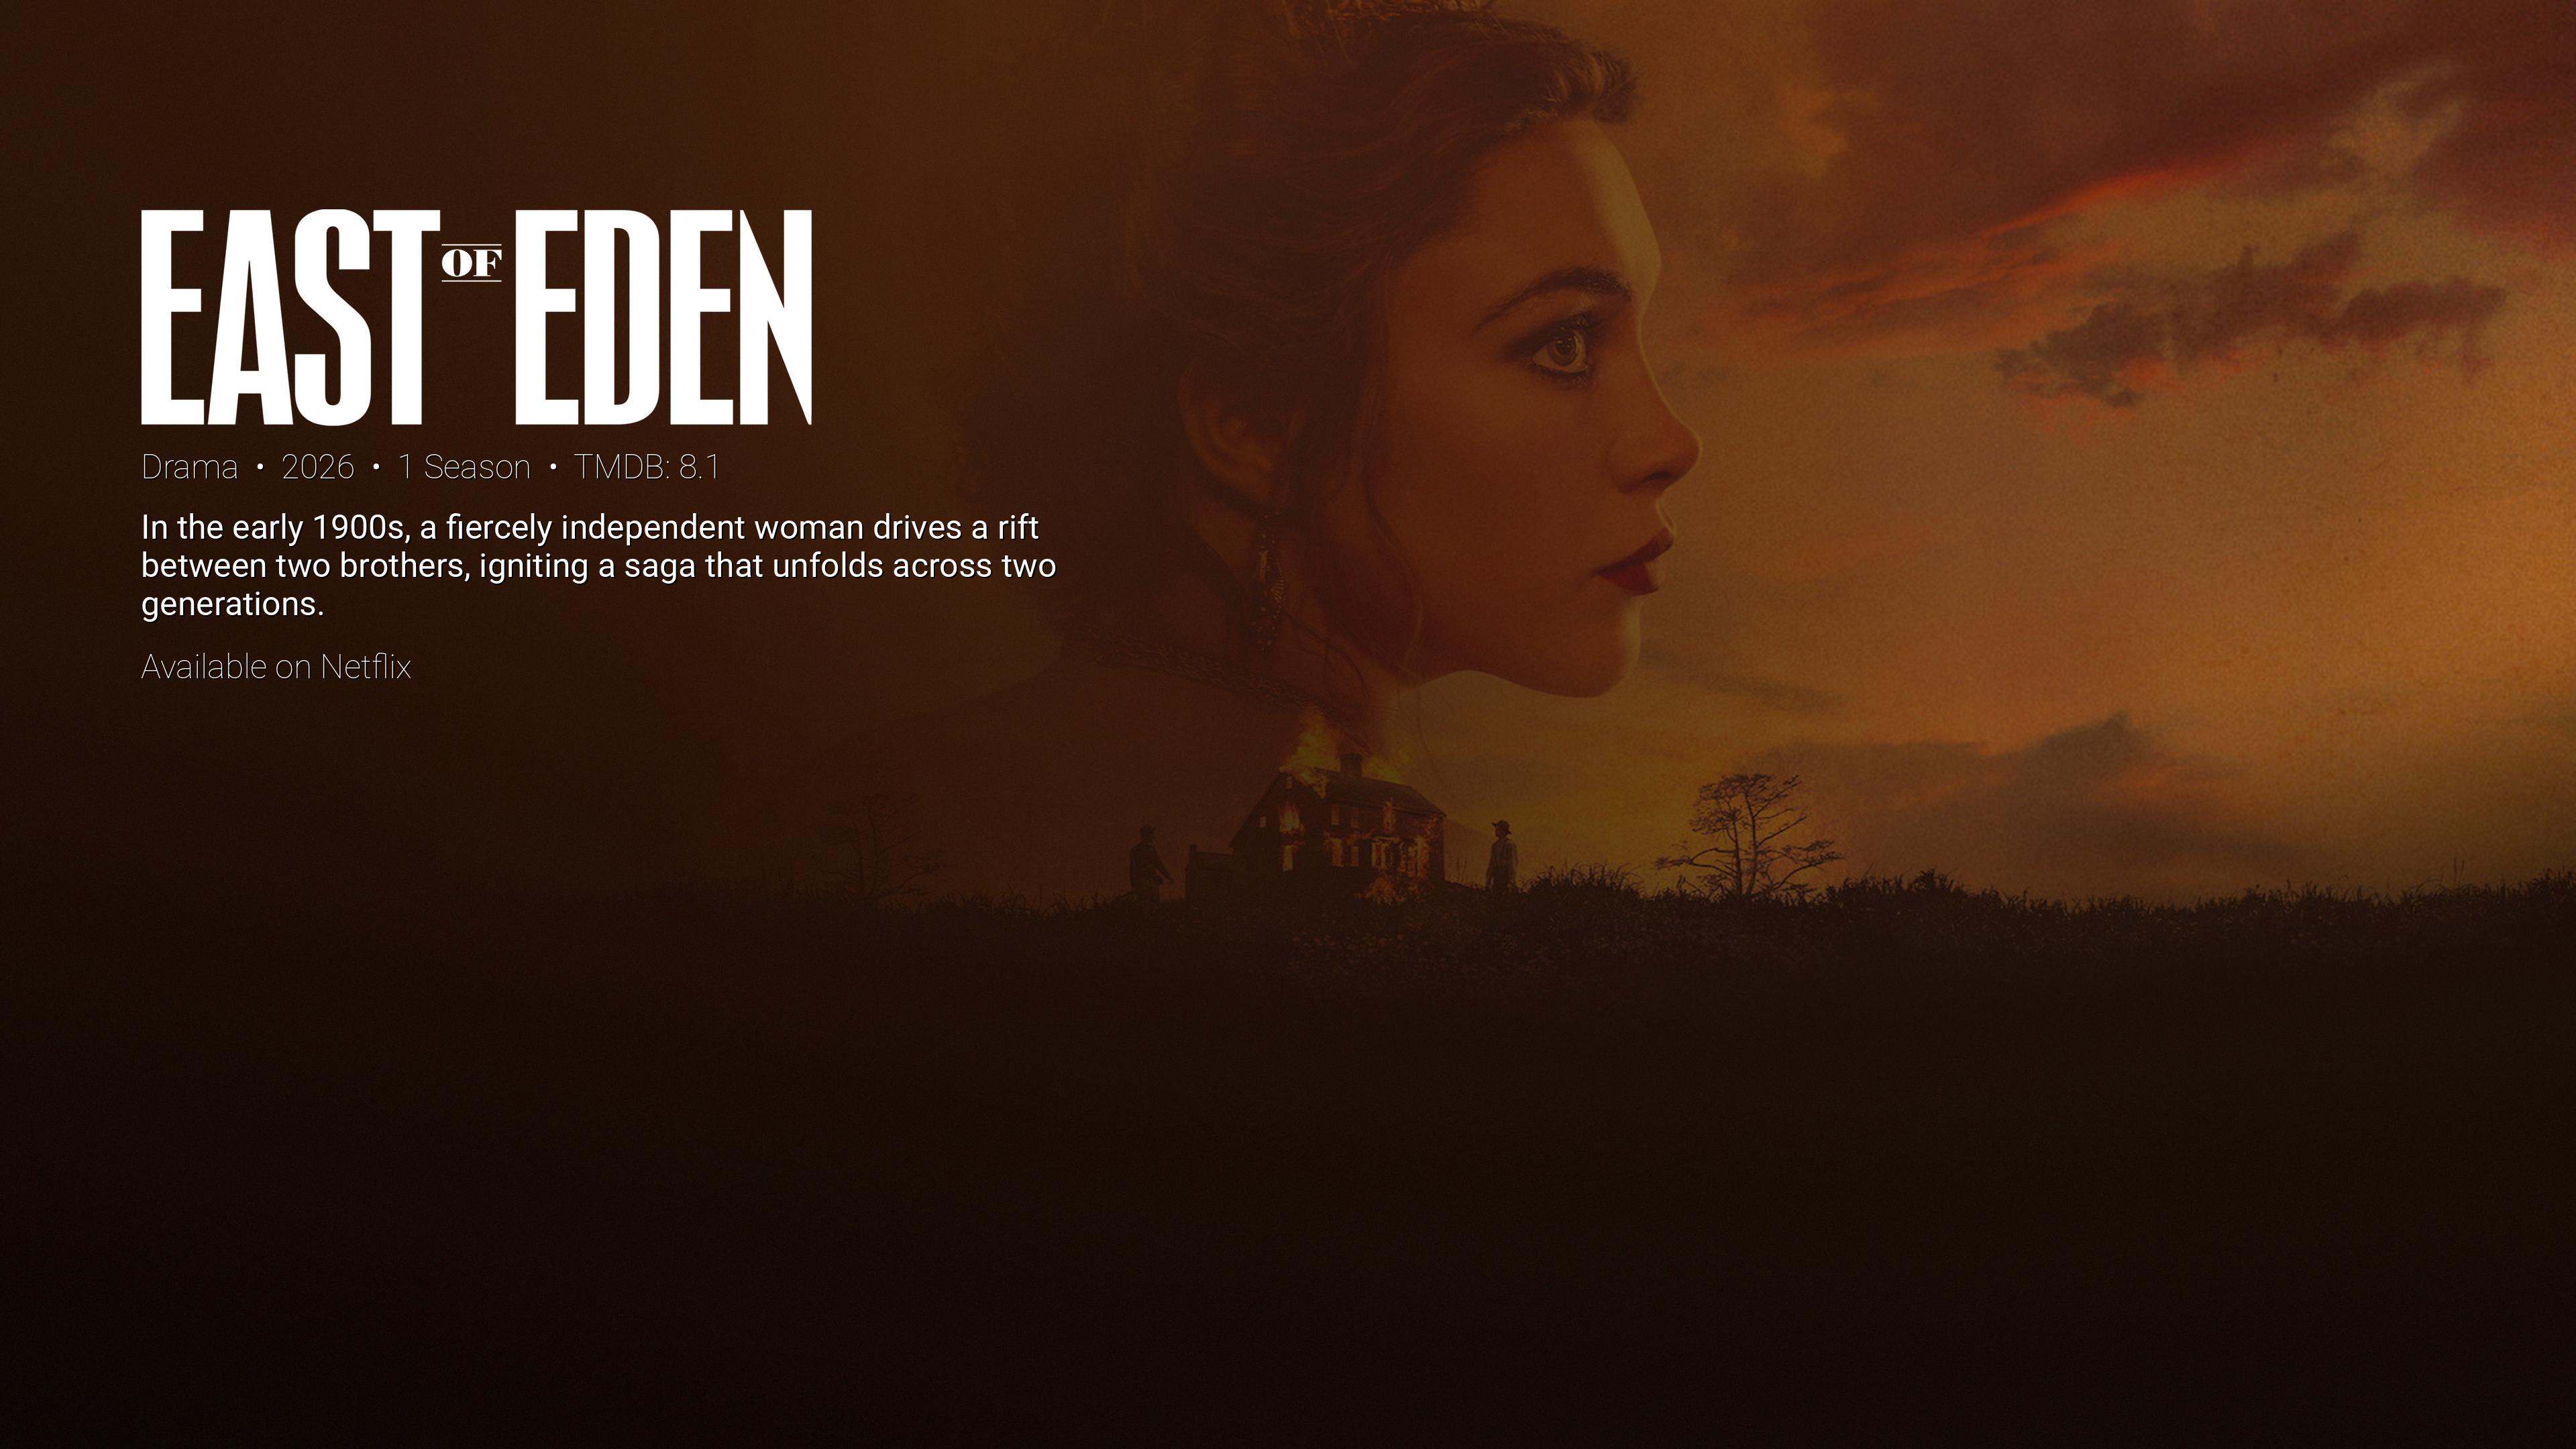 EAST OF EDEN
Drama • 2026 • 1 Season • TMDB: 8.1
In the early 1900s, a fiercely independent woman drives a rift
between two brothers, igniting a saga that unfolds across two
generations.
Available on Netflix